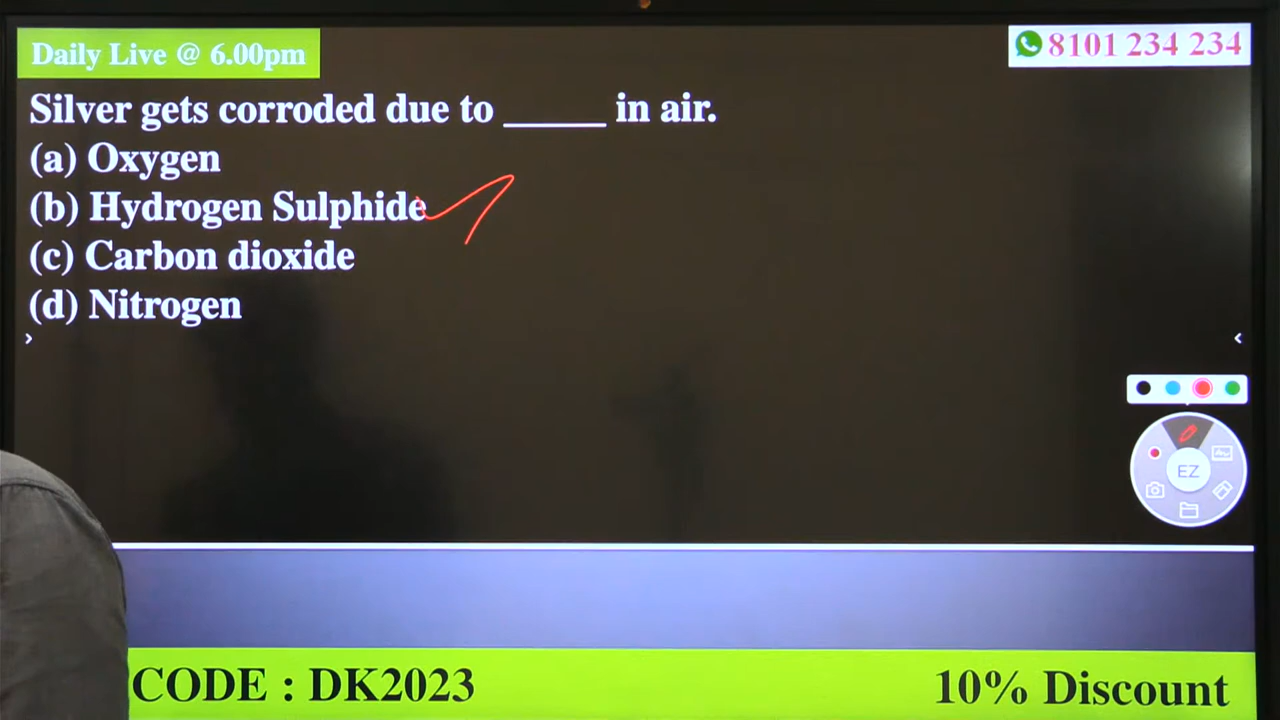 Daily Live @ 6.00pm
8101 234 234
Silver gets corroded due to _____ in air.
(a) Oxygen
(b) Hydrogen Sulphide
(c) Carbon dioxide
(d) Nitrogen
EZ
CODE : DK2023
10% Discount